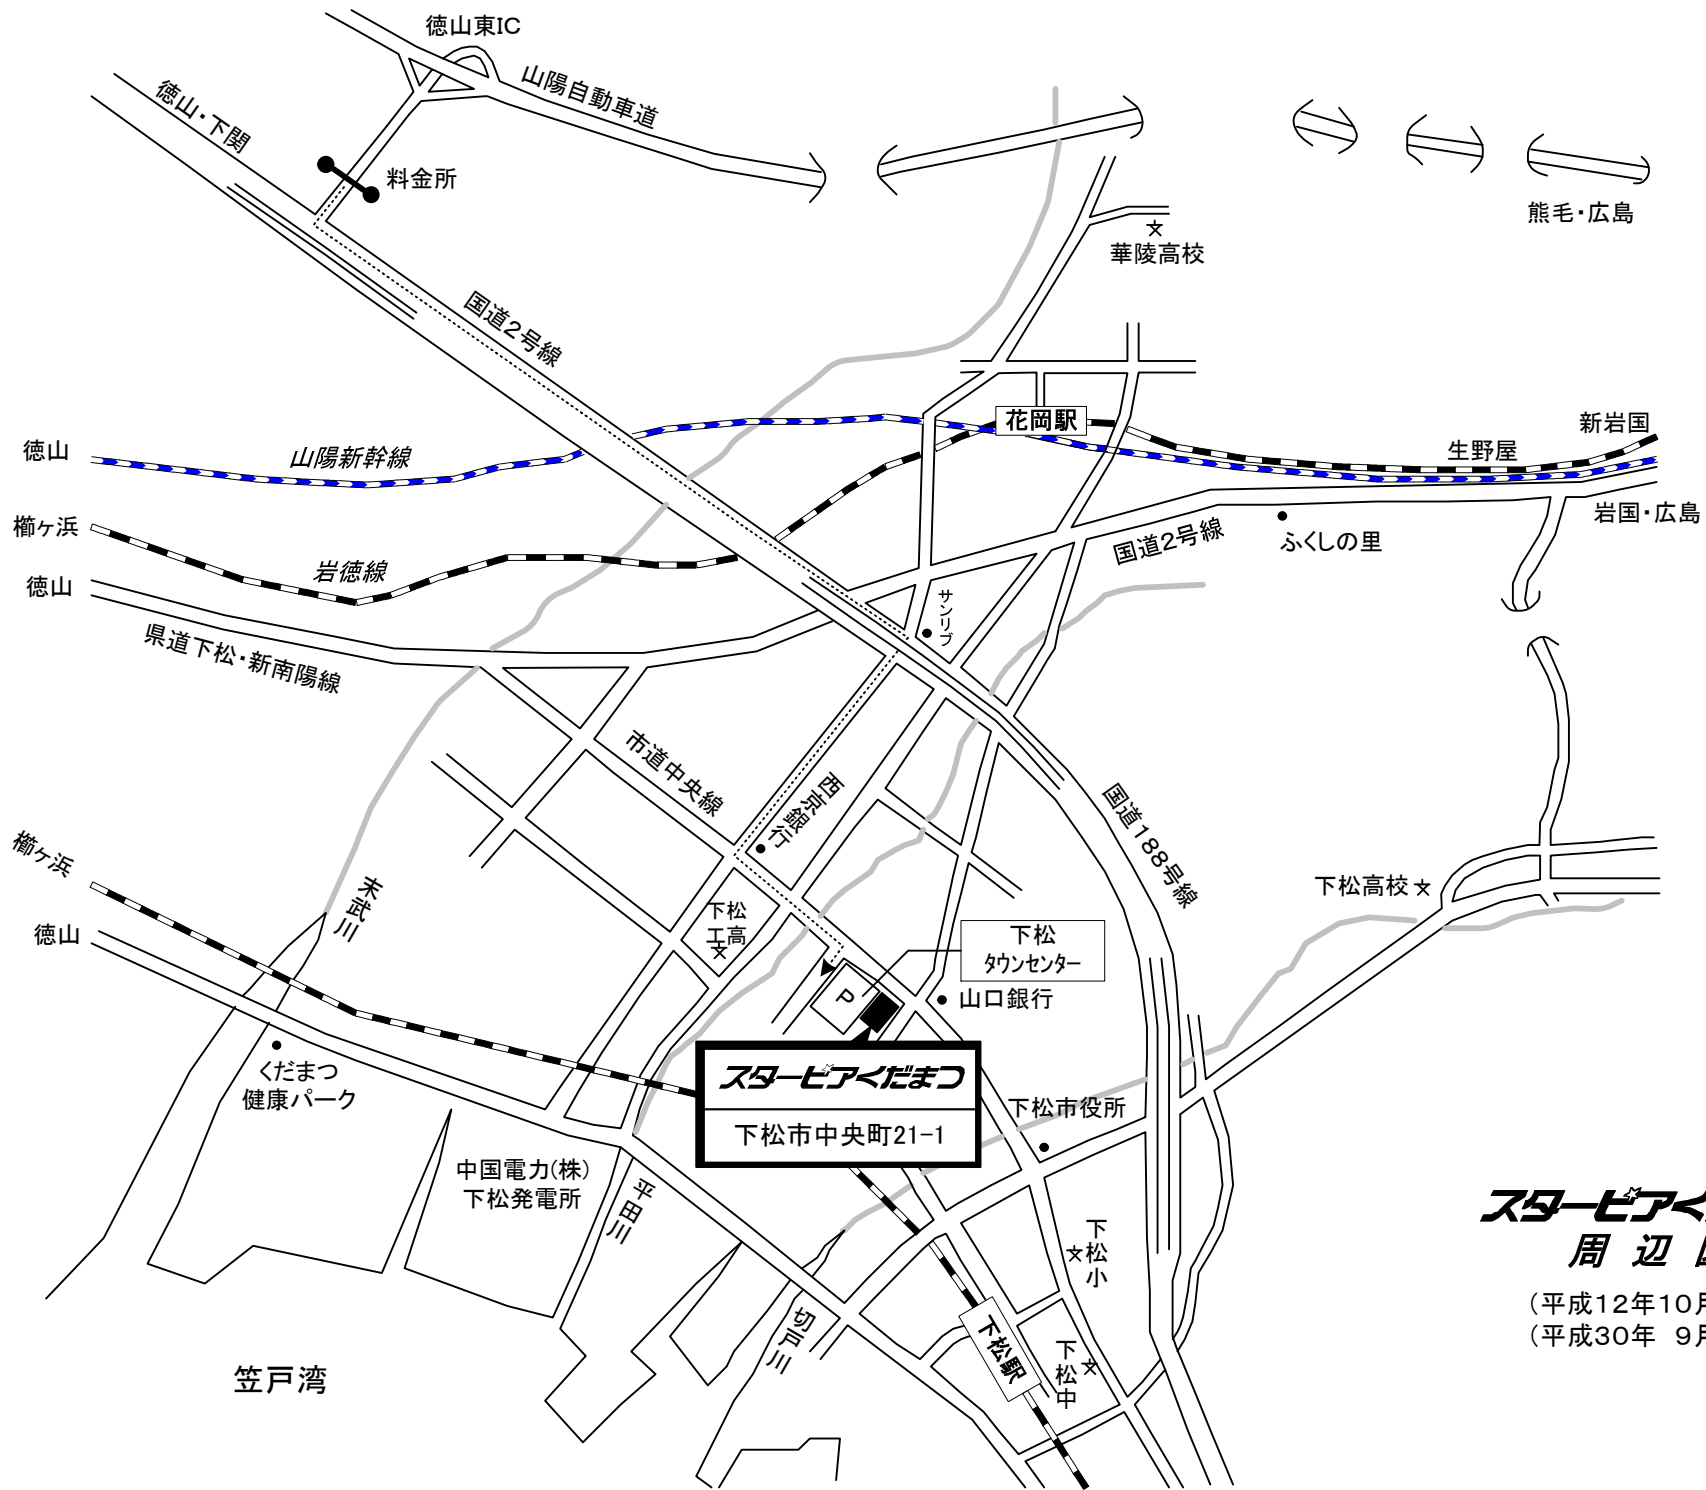 徳山東IC
山陽自動車道
徳山・下関
料金所
熊毛・広島
華陵高校
国道2号線
花岡駅
新岩国
生野屋
徳山
山陽新幹線
櫛ヶ浜
岩徳線
岩国・広島
ふくしの里
国道2号線
徳山
サンリブ
県道下松・新南陽線
市道中央線
西京銀行
国道188号線
櫛ヶ浜
末武川
下松高校
徳山
下松
工高
下松
タウンセンター
P
山口銀行
くだまつ
健康パーク
スターピアくだまつ
下松市中央町21-1
下松市役所
中国電力(株)
下松発電所
平田川
下松小
スターピアく
周 辺
(平成12年10月
(平成30年 9月
切戸川
下松駅
下松中
笠戸湾